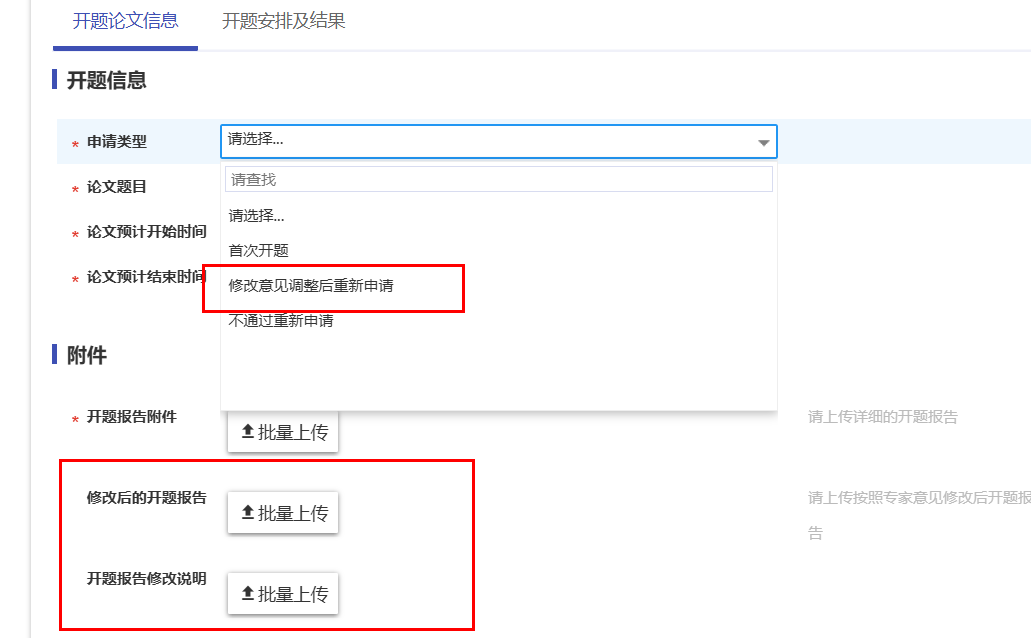 开题论文信息 开题安排及结果
开题信息
* 申请类型 请选择...
请查找
* 论文题目
请选择...
* 论文预计开始时间
首次开题
* 论文预计结束时间
修改意见调整后重新申请
不通过重新申请
附件
* 开题报告附件 批量上传 请上传详细的开题报告
修改后的开题报告 批量上传 请上传按照专家意见修改后开题报
告
开题报告修改说明 批量上传